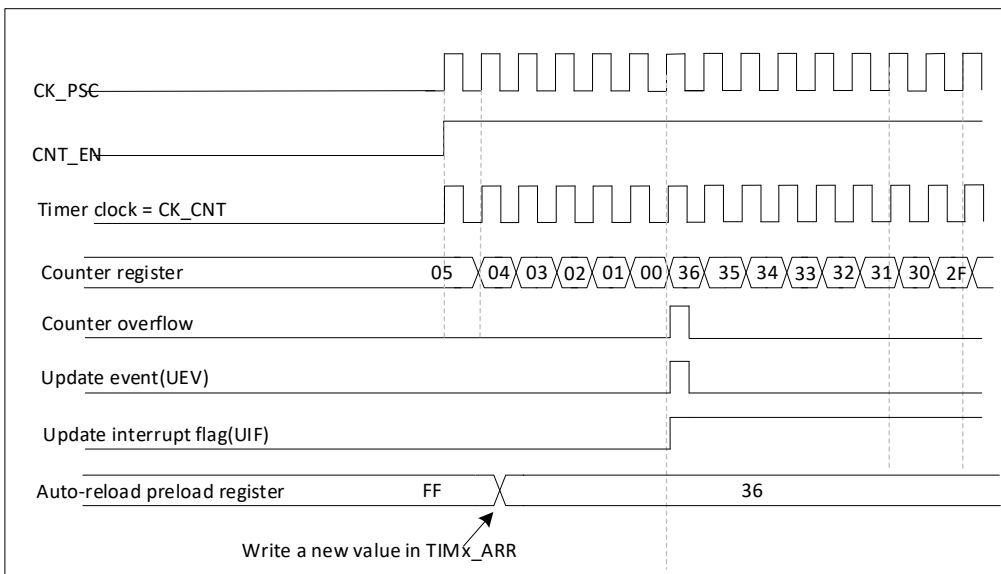 CK_PSC
CNT_EN
Timer clock = CK_CNT
Counter register 05 04 03 02 01 00 36 35 34 33 32 31 30 2F
Counter overflow
Update event(UEV)
Update interrupt flag(UIF)
Auto-reload preload register FF 36
Write a new value in TIMx_ARR